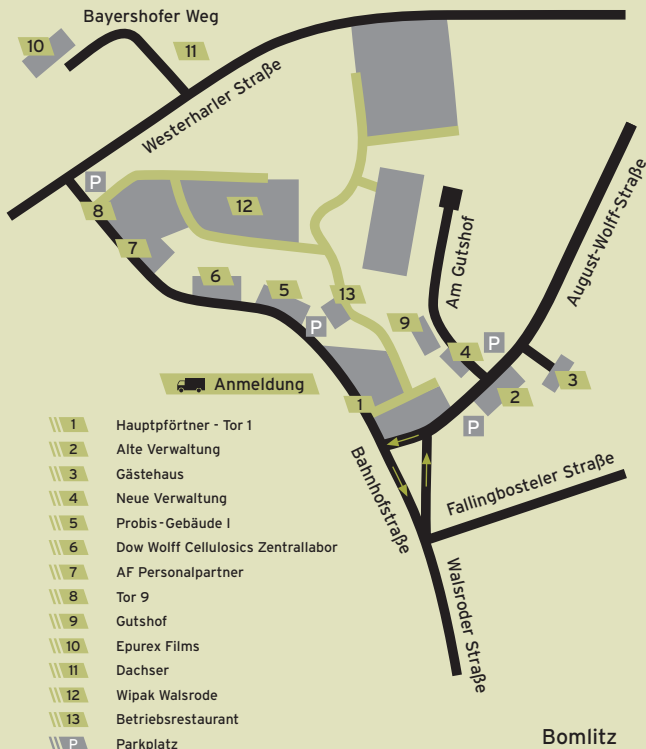 Bayershofer Weg
10
11
Westerharler Straße
P
8
12
7
6
5
13
P
9
Am Gutshof
August-Wolff-Straße
P
4
3
2
P
Anmeldung
1
Bahnhofstraße
Fallingbosteler Straße
Walsroder Straße
1 Hauptpförtner - Tor 1
2 Alte Verwaltung
3 Gästehaus
4 Neue Verwaltung
5 Probis-Gebäude I
6 Dow Wolff Cellulosics Zentrallabor
7 AF Personalpartner
8 Tor 9
9 Gutshof
10 Epurex Films
11 Dachser
12 Wipak Walsrode
13 Betriebsrestaurant
P Parkplatz
Bomlitz